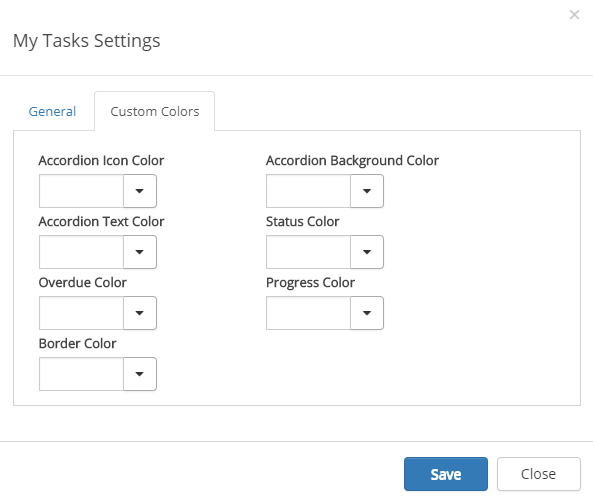 ×
My Tasks Settings
General Custom Colors
Accordion Icon Color Accordion Background Color
Accordion Text Color Status Color
Overdue Color Progress Color
Border Color
Save Close